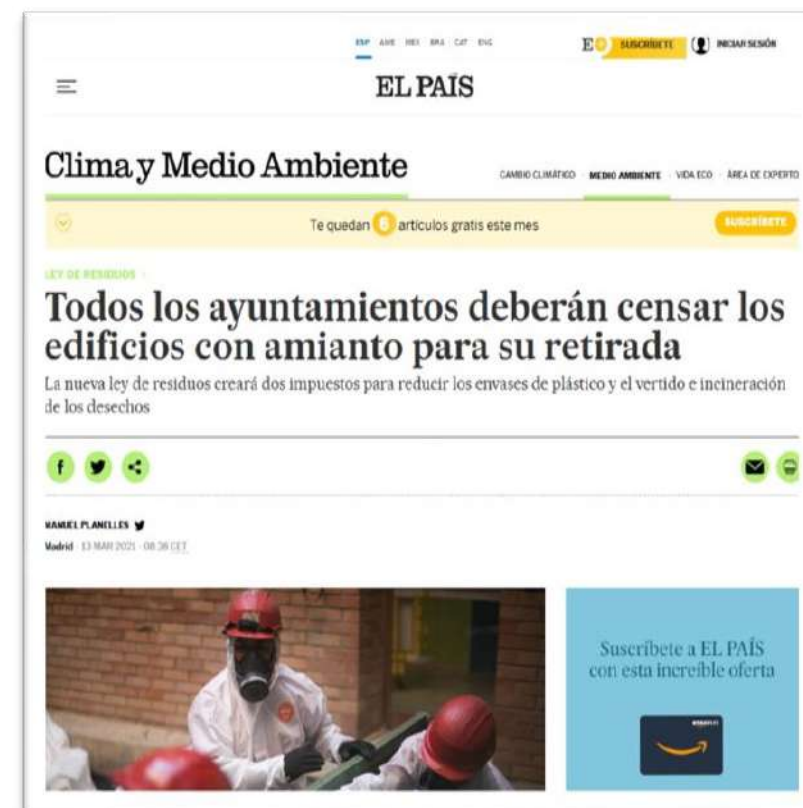 ESP AME MEX BRA CAT ENG
E SUSCRÍBETE INICIAR SESIÓN
EL PAÍS
Clima y Medio Ambiente
CAMBIO CLIMÁTICO · MEDIO AMBIENTE · VIDA ECO · ÁREA DE EXPERTO
Te quedan 6 artículos gratis este mes
SUSCRÍBETE
LEY DE RESIDUOS ›
Todos los ayuntamientos deberán censar los
edificios con amianto para su retirada
La nueva ley de residuos creará dos impuestos para reducir los envases de plástico y el vertido e incineración
de los desechos
MANUEL PLANELLES
Madrid - 13 MAR 2021 - 08:36 CET
Suscríbete a EL PAÍS
con esta increíble oferta